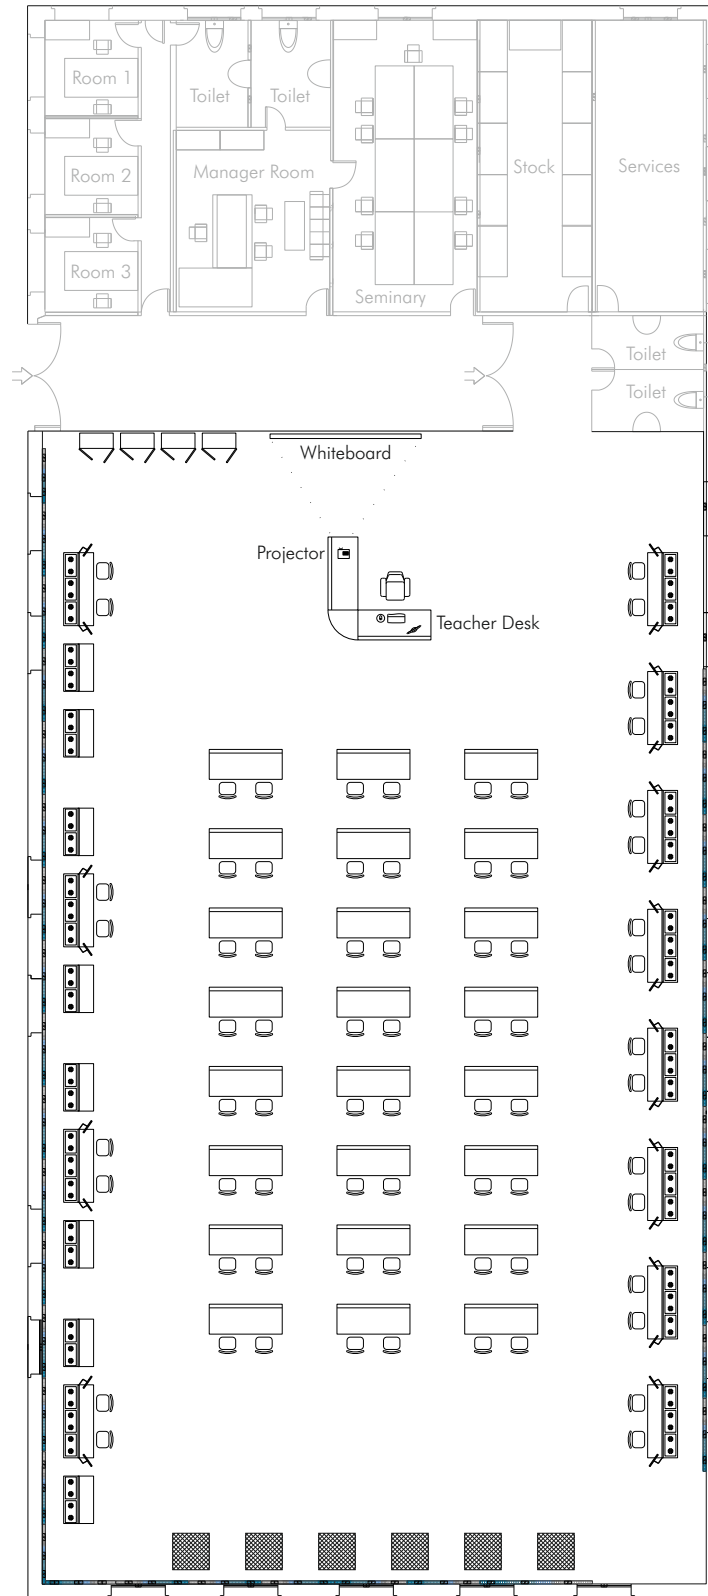 Room 1
Toilet
Toilet
Room 2
Manager Room
Stock
Services
Room 3
Seminary
Toilet
Toilet
Whiteboard
Projector
Teacher Desk